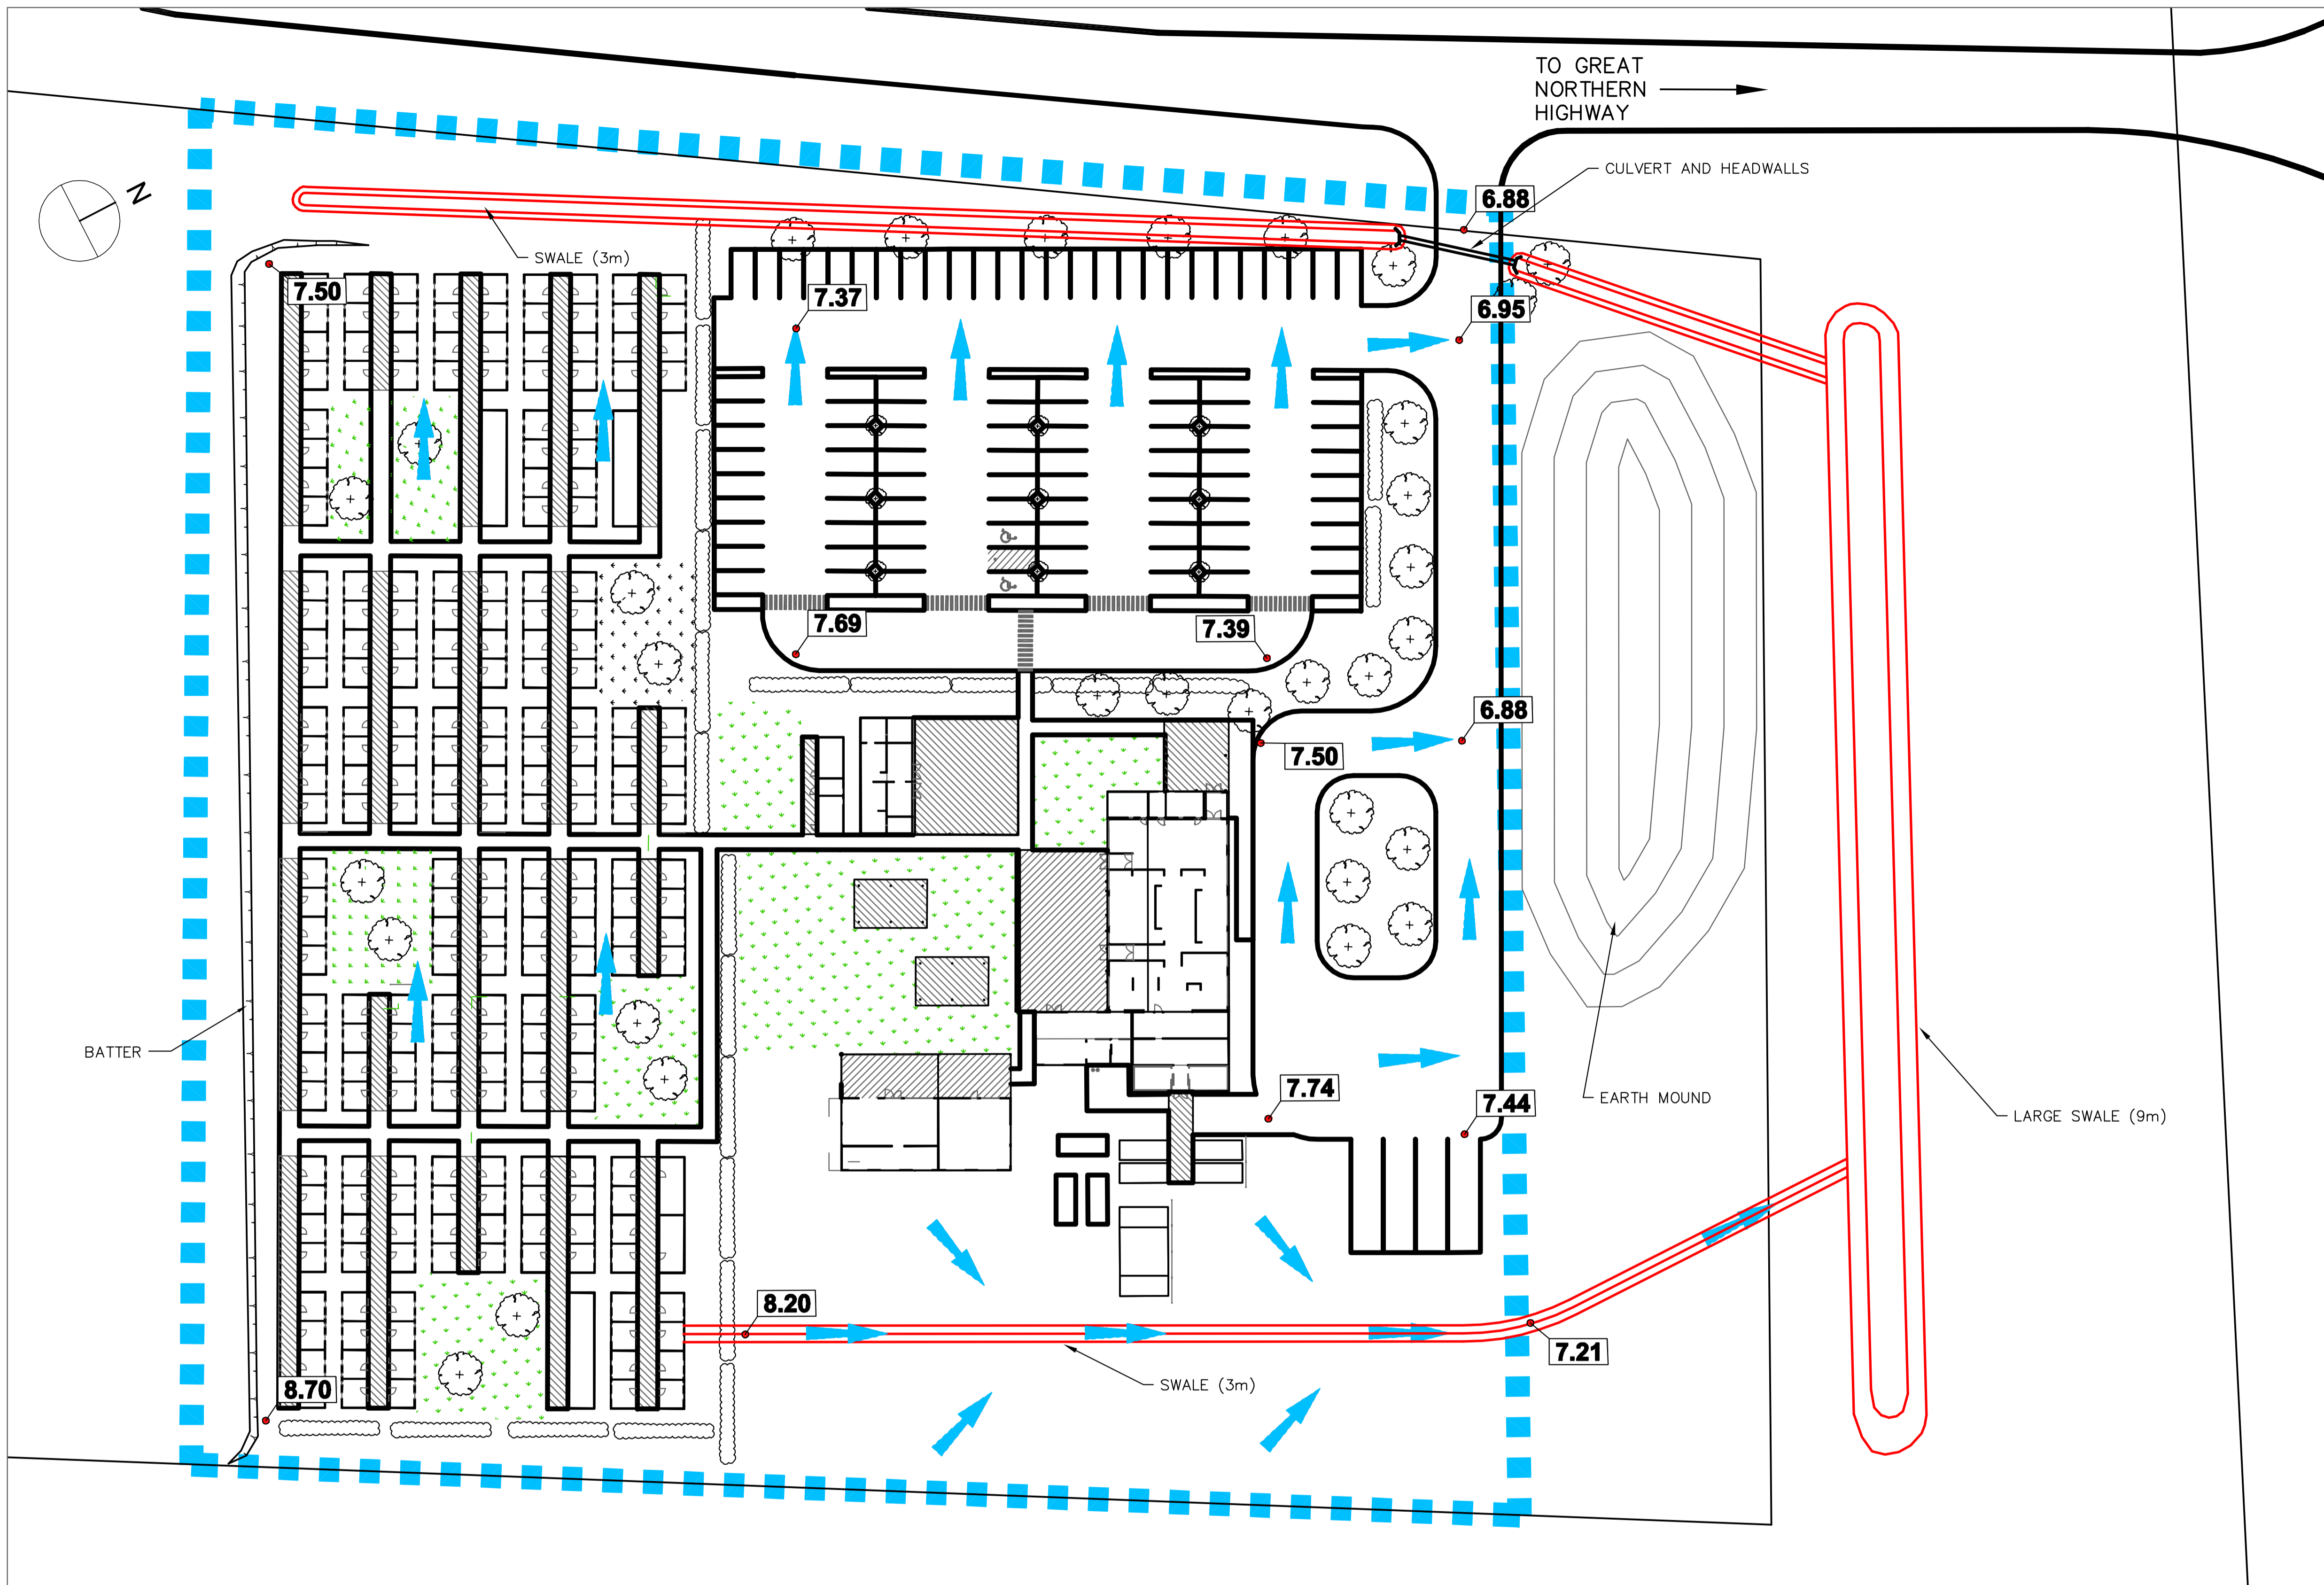 TO GREAT
NORTHERN
HIGHWAY
CULVERT AND HEADWALLS
N
6.88
SWALE (3m)
7.50
7.37
6.95
7.69
7.39
6.88
7.50
BATTER
7.74
7.44
EARTH MOUND
LARGE SWALE (9m)
8.20
7.21
SWALE (3m)
8.70